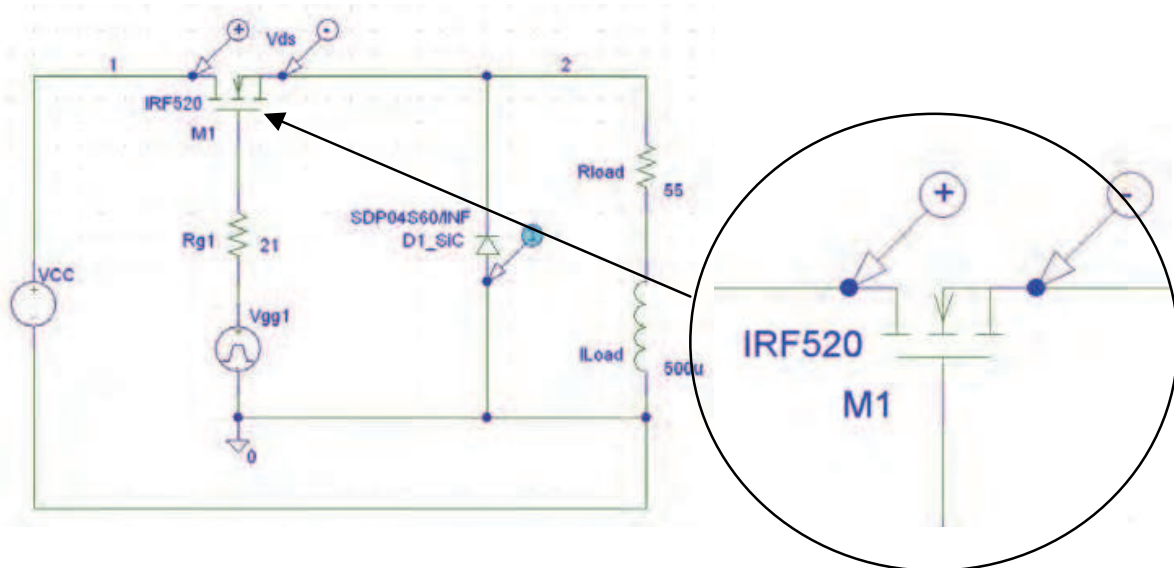 Vds
1
2
IRF520
M1
Rload
55
SDP04S60/INF
D1_SIC
Rg1
21
VCC
Vgg1
ILoad
500u
0
+
-
IRF520
M1